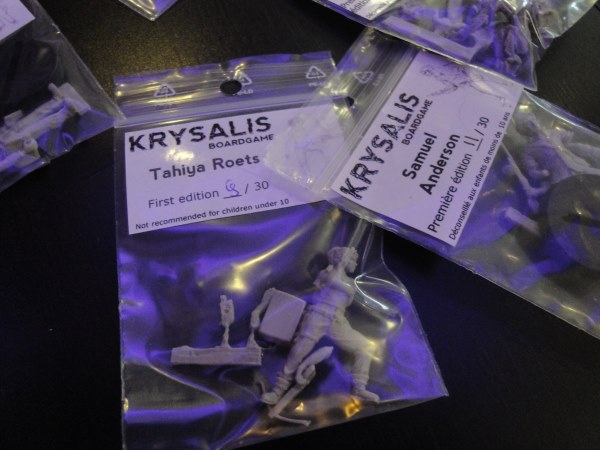 KRYSALIS
BOARDGAME
Tahiya Roets
First edition / 30
Not recommended for children under 10
KRYSALIS
BOARDGAME
Samuel
Anderson
Première édition 11 / 30
Déconseillé aux enfants de moins de 10 ans